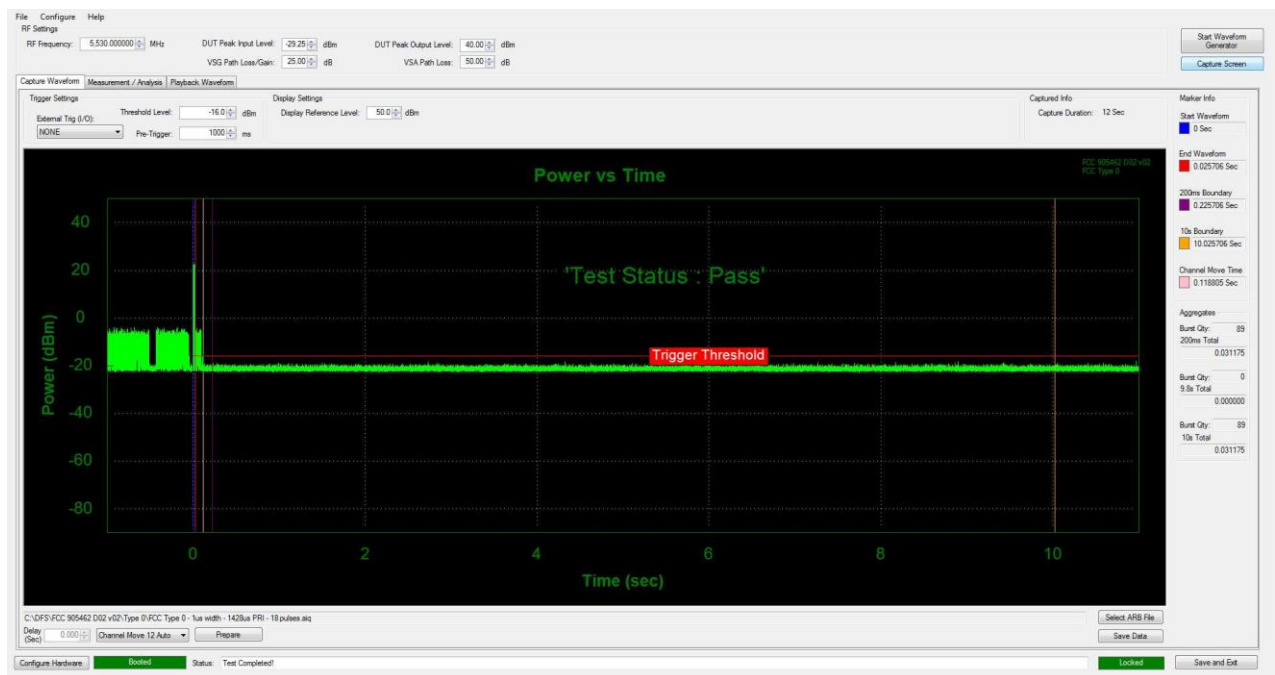 File Configure Help
RF Settings
RF Frequency: 5,530.000000 MHz DUT Peak Input Level: -29.25 dBm DUT Peak Output Level: 40.00 dBm
VSG Path Loss/Gain: 25.00 dB VSA Path Loss: 50.00 dB
Start Waveform Generator
Capture Screen
Capture Waveform Measurement / Analysis Playback Waveform
Trigger Settings
External Trig (I/O): Threshold Level: -16.0 dBm
NONE Pre-Trigger: 1000 ms
Display Settings
Display Reference Level: 50.0 dBm
Captured Info
Capture Duration: 12 Sec
Marker Info
Start Waveform
0 Sec
End Waveform
0.025706 Sec
200ms Boundary
0.225706 Sec
10s Boundary
10.025706 Sec
Channel Move Time
0.118805 Sec
Aggregates
Burst Qty: 89
200ms Total
0.031175
Burst Qty: 0
9.8s Total
0.000000
Burst Qty: 89
10s Total
0.031175
Power vs Time
FCC 905462 D02 v02
FCC Type 0
'Test Status : Pass'
Trigger Threshold
Power (dBm)
40
20
0
-20
-40
-60
-80
0 2 4 6 8 10
Time (sec)
C:\DFS\FCC 905462 D02 v02\Type 0\FCC Type 0 - 1us width - 1428us PRI - 18 pulses.aiq
Select ARB File
Delay (Sec) 0.000 Channel Move 12 Auto Prepare
Save Data
Configure Hardware Booted Status: Test Completed! Locked Save and Exit